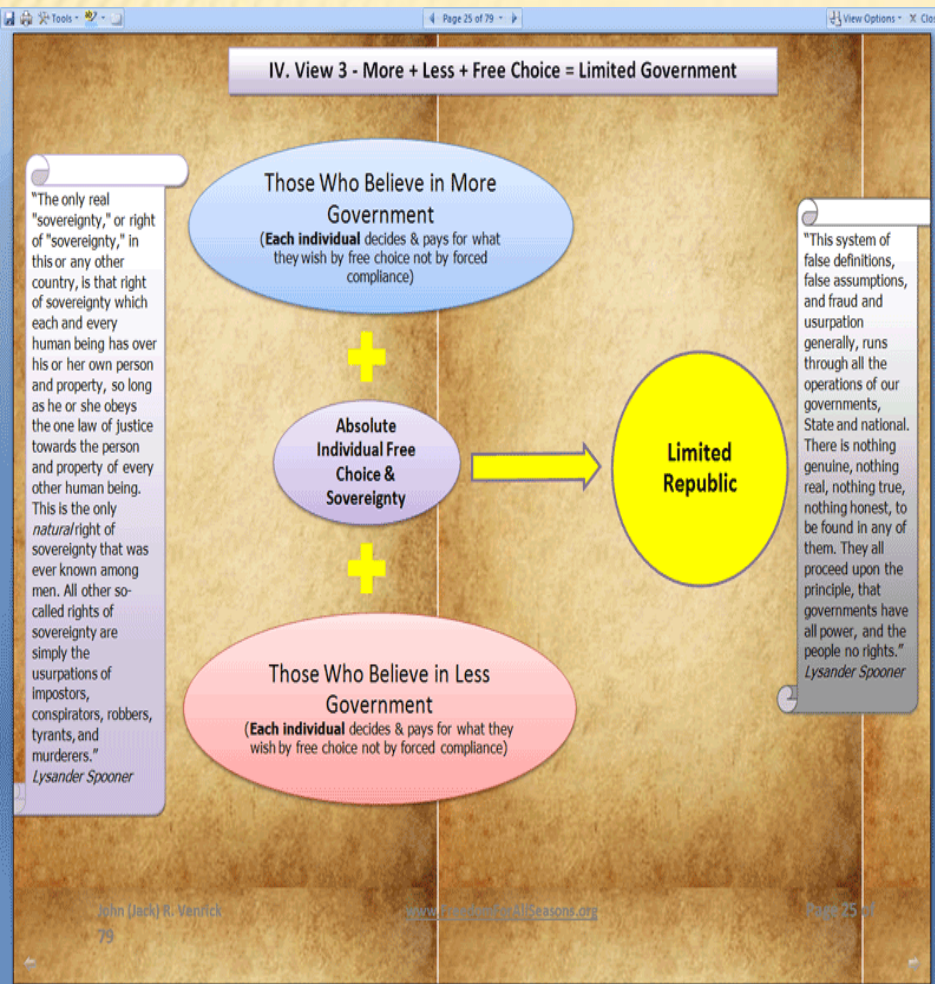 Tools
Page 25 of 79
View Options
X Clos
IV. View 3 - More + Less + Free Choice = Limited Government
"The only real
"sovereignty," or right
of "sovereignty," in
this or any other
country, is that right
of sovereignty which
each and every
human being has over
his or her own person
and property, so long
as he or she obeys
the one law of justice
towards the person
and property of every
other human being.
This is the only
natural right of
sovereignty that was
ever known among
men. All other so-
called rights of
sovereignty are
simply the
usurpations of
impostors,
conspirators, robbers,
tyrants, and
murderers."
Lysander Spooner
Those Who Believe in More
Government
(Each individual decides & pays for what
they wish by free choice not by forced
compliance)
Absolute
Individual Free
Choice &
Sovereignty
Those Who Believe in Less
Government
(Each individual decides & pays for what they
wish by free choice not by forced compliance)
Limited
Republic
"This system of
false definitions,
false assumptions,
and fraud and
usurpation
generally, runs
through all the
operations of our
governments,
State and national.
There is nothing
genuine, nothing
real, nothing true,
nothing honest, to
be found in any of
them. They all
proceed upon the
principle, that
governments have
all power, and the
people no rights."
Lysander Spooner
John (Jack) R. Venrick
Page 25 of
79